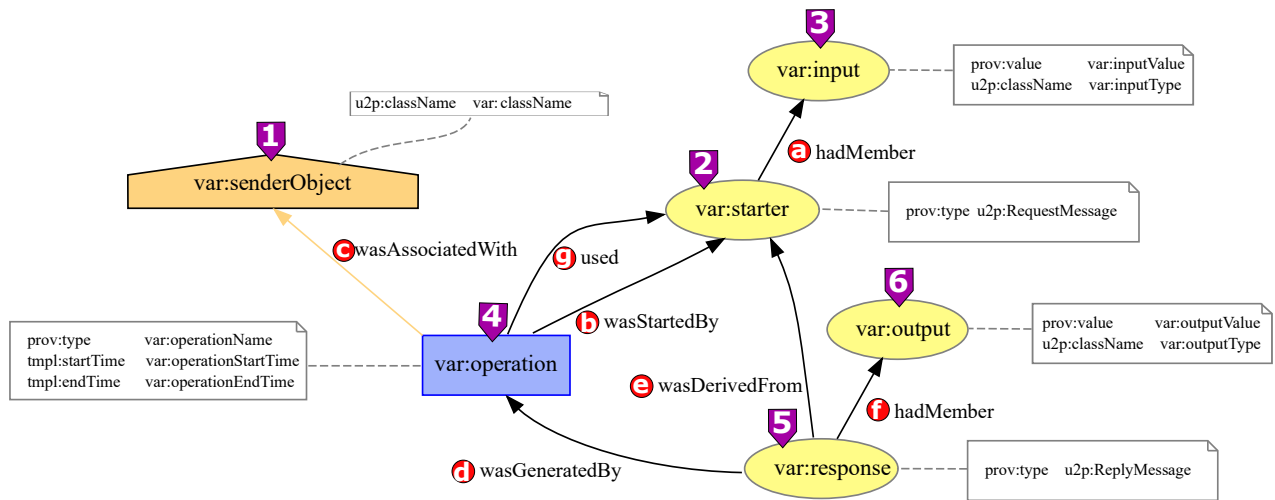 3
var:input
prov:value var:inputValue
u2p:className var:inputType
u2p:className var:className
1
var:senderObject
a hadMember
2
var:starter
prov:type u2p:RequestMessage
c wasAssociatedWith
g used
6
var:output
prov:value var:outputValue
u2p:className var:outputType
4
b wasStartedBy
prov:type var:operationName
tmpl:startTime var:operationStartTime
tmpl:endTime var:operationEndTime
var:operation
e wasDerivedFrom
f hadMember
5
d wasGeneratedBy
var:response
prov:type u2p:ReplyMessage